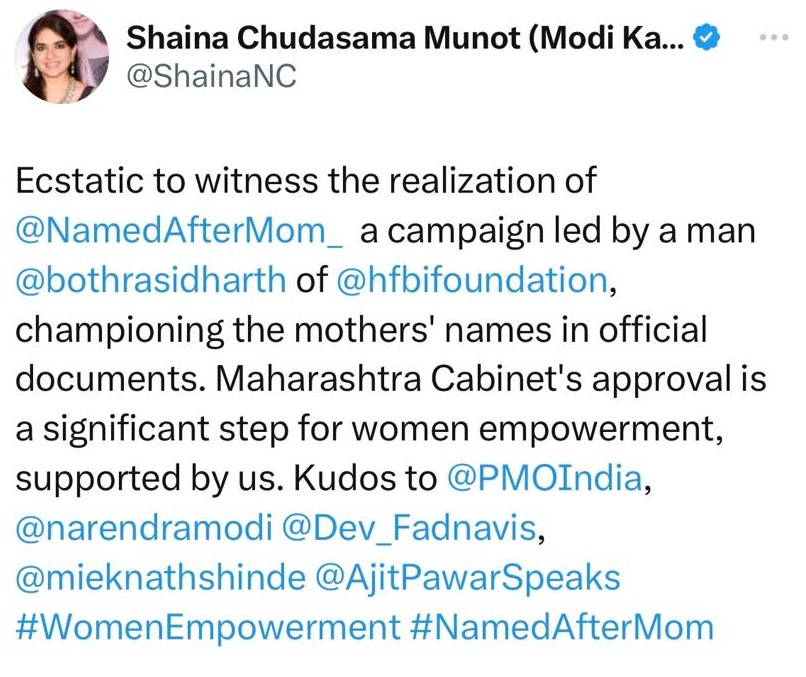 Shaina Chudasama Munot (Modi Ka...
@ShainaNC
Ecstatic to witness the realization of
@NamedAfterMom_ a campaign led by a man
@bothrasidharth of @hfbifoundation,
championing the mothers' names in official
documents. Maharashtra Cabinet's approval is
a significant step for women empowerment,
supported by us. Kudos to @PMOIndia,
@narendramodi @Dev_Fadnavis,
@mieknathshinde @AjitPawarSpeaks
#WomenEmpowerment #NamedAfterMom